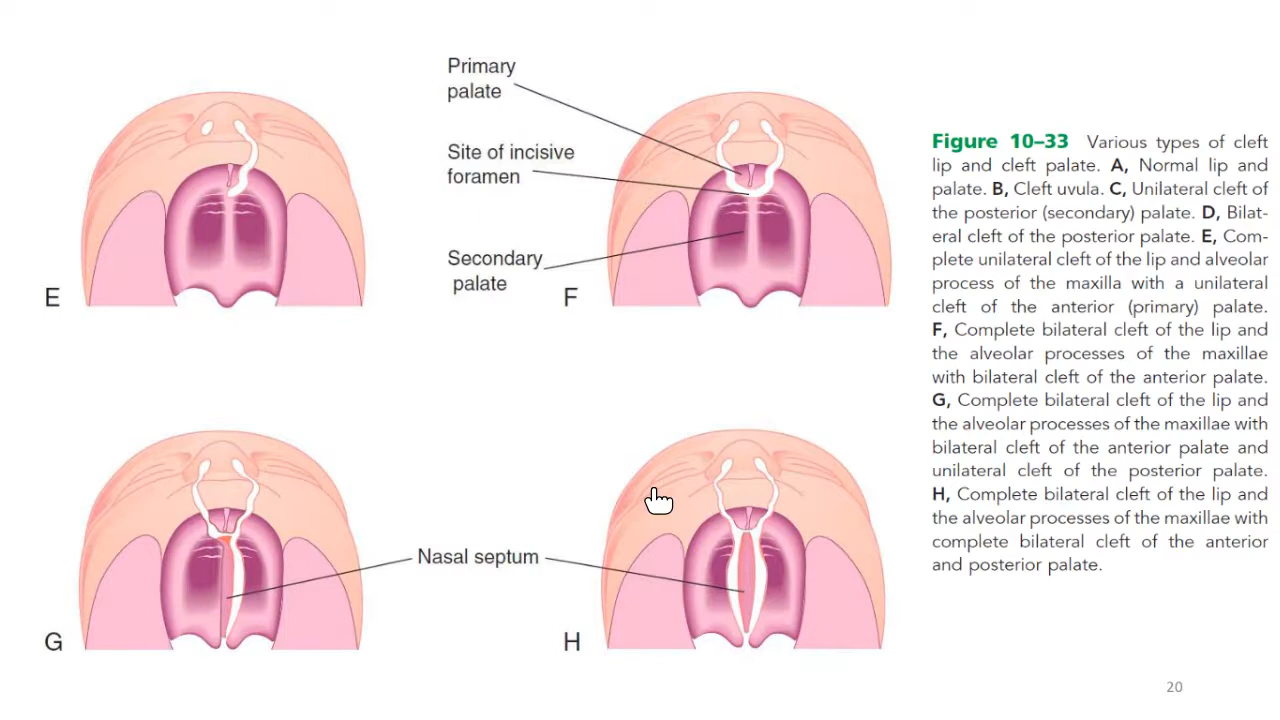 Primary
palate
Site of incisive
foramen
Secondary
palate
E
F
Nasal septum
G
H
Figure 10–33 Various types of cleft
lip and cleft palate. A, Normal lip and
palate. B, Cleft uvula. C, Unilateral cleft of
the posterior (secondary) palate. D, Bilat-
eral cleft of the posterior palate. E, Com-
plete unilateral cleft of the lip and alveolar
process of the maxilla with a unilateral
cleft of the anterior (primary) palate.
F, Complete bilateral cleft of the lip and
the alveolar processes of the maxillae
with bilateral cleft of the anterior palate.
G, Complete bilateral cleft of the lip and
the alveolar processes of the maxillae with
bilateral cleft of the anterior palate and
unilateral cleft of the posterior palate.
H, Complete bilateral cleft of the lip and
the alveolar processes of the maxillae with
complete bilateral cleft of the anterior
and posterior palate.
20